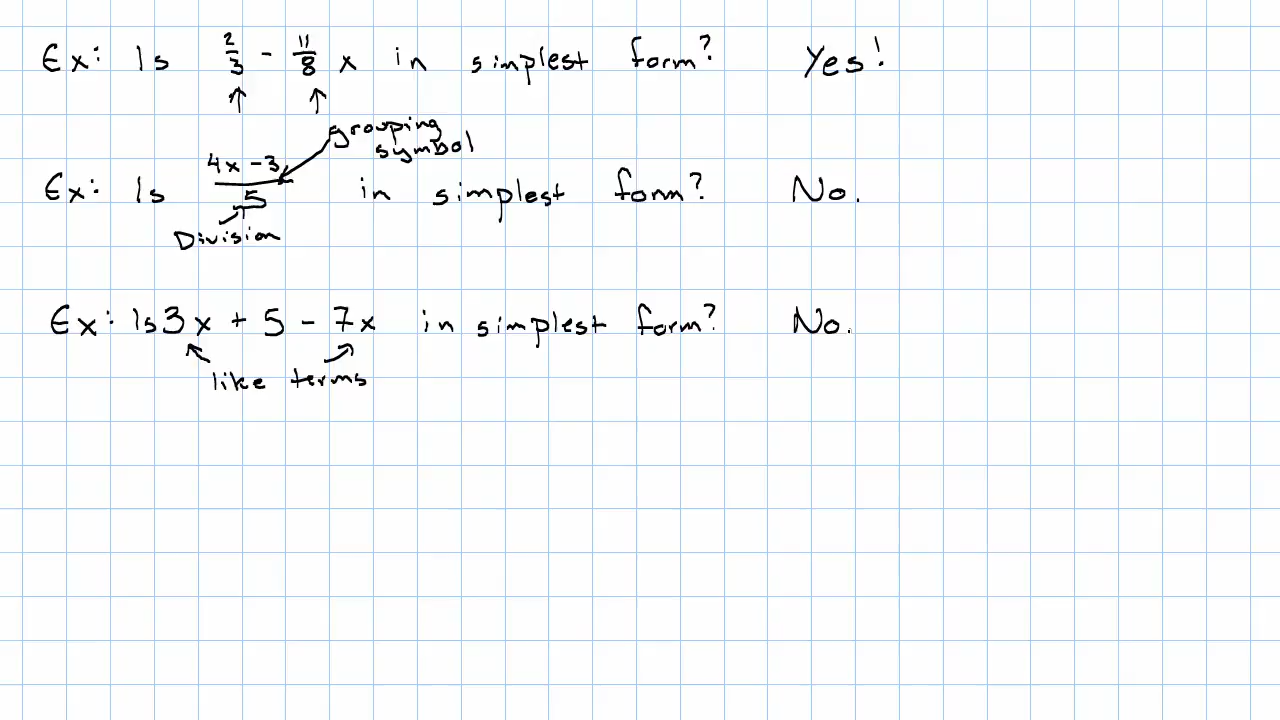 Ex: Is 2/3 - 11/8 x in simplest form? Yes!
grouping
symbol
Ex: Is (4x - 3)/5 in simplest form? No.
Division
Ex: Is 3x + 5 - 7x in simplest form? No.
like terms